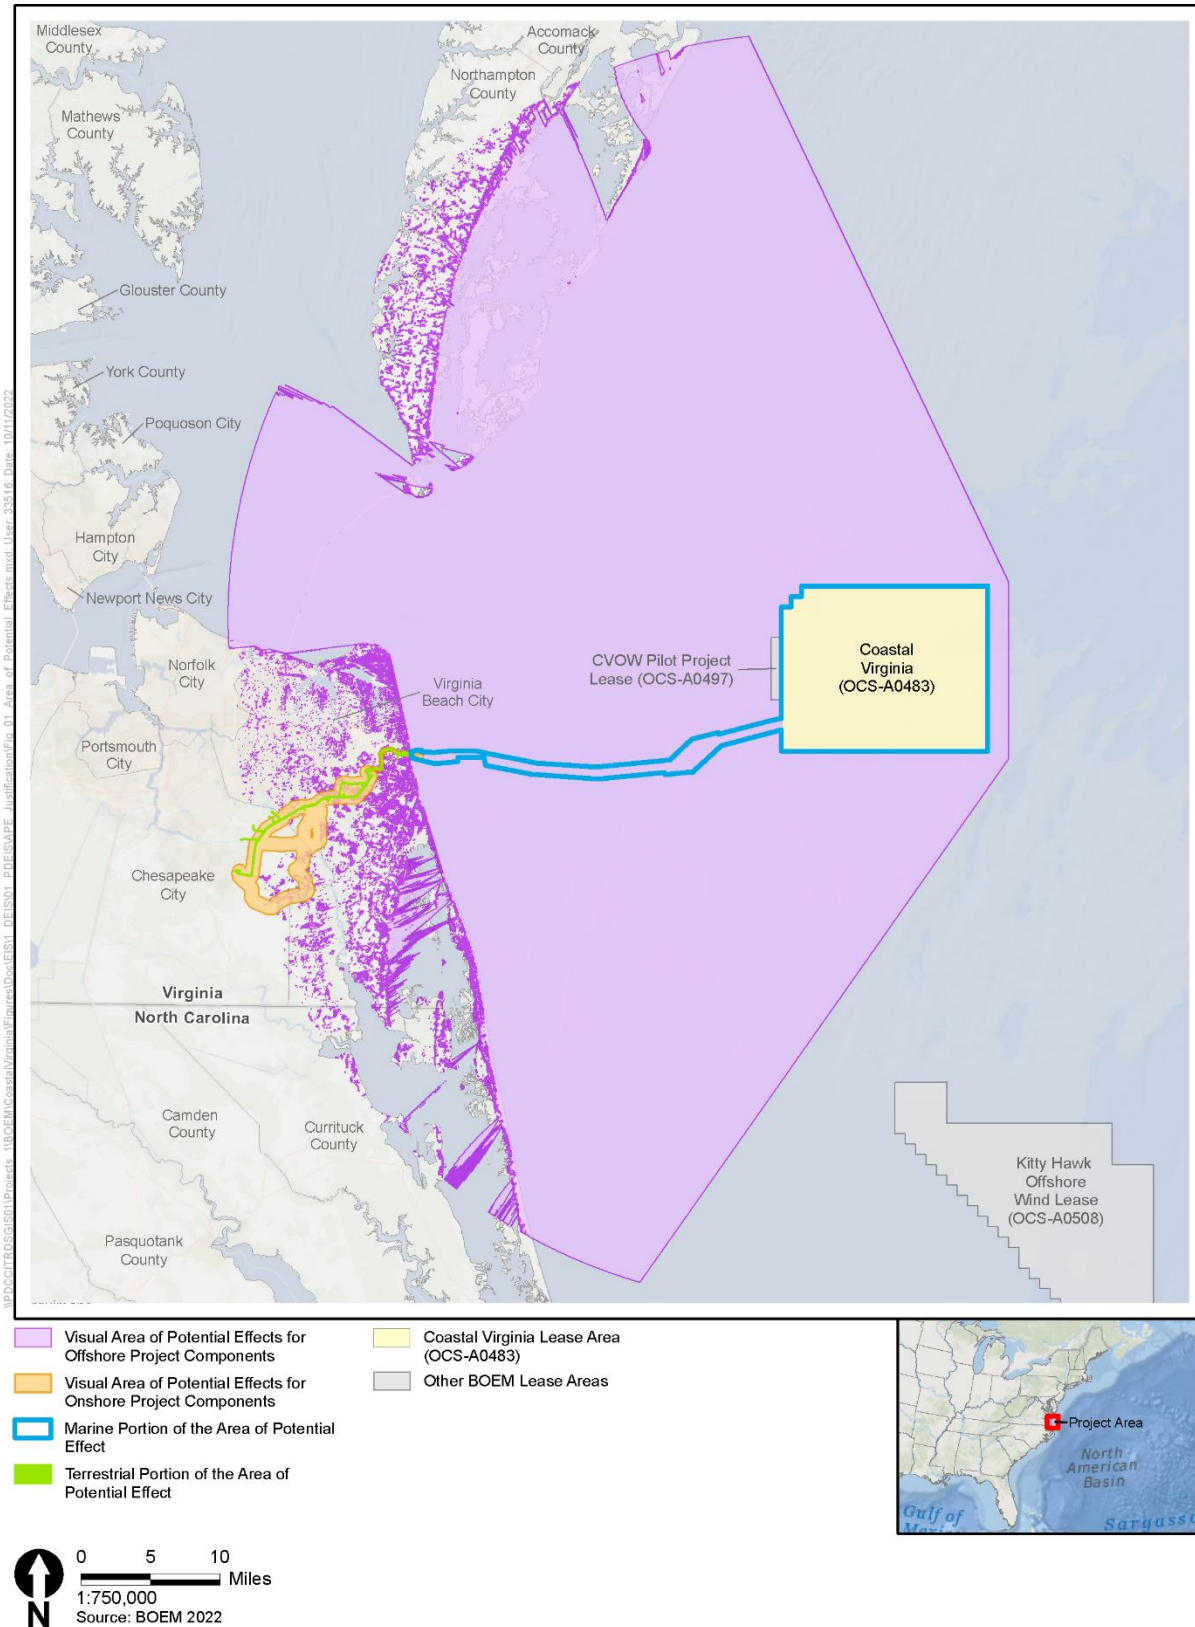 Middlesex
County
Accomack
County
Northampton
County
Mathews
County
Glouster County
York County
Poquoson City
Hampton
City
Newport News City
Norfolk
City
Virginia
Beach City
Portsmouth
City
Chesapeake
City
CVOW Pilot Project
Lease (OCS-A0497)
Coastal
Virginia
(OCS-A0483)
Virginia
North Carolina
Camden
County
Currituck
County
Pasquotank
County
Kitty Hawk
Offshore
Wind Lease
(OCS-A0508)
Visual Area of Potential Effects for
Offshore Project Components
Visual Area of Potential Effects for
Onshore Project Components
Marine Portion of the Area of Potential
Effect
Terrestrial Portion of the Area of
Potential Effect
Coastal Virginia Lease Area
(OCS-A0483)
Other BOEM Lease Areas
Project Area
North
American
Basin
Gulf of
Sargasso
0 5 10
Miles
1:750,000
Source: BOEM 2022
N